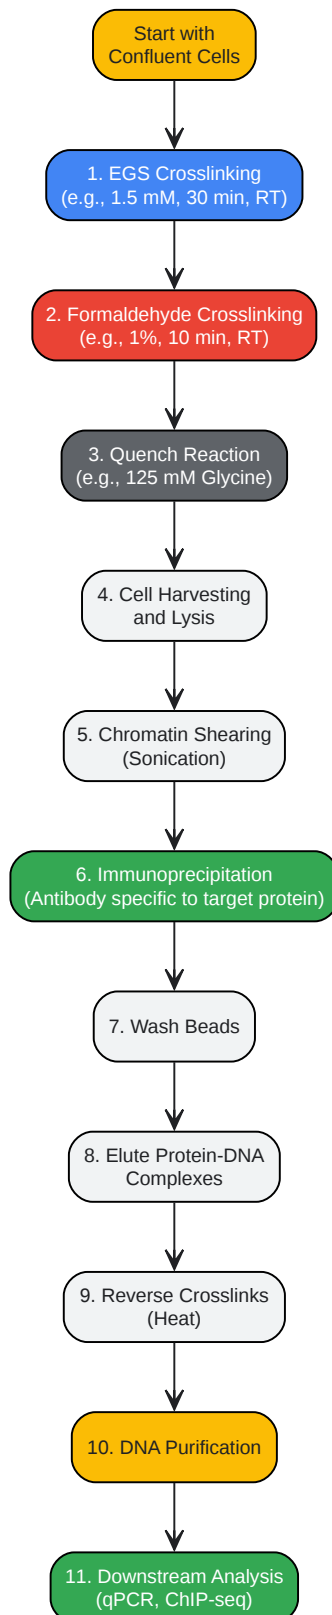 Start with
Confluent Cells
1. EGS Crosslinking
(e.g., 1.5 mM, 30 min, RT)
2. Formaldehyde Crosslinking
(e.g., 1%, 10 min, RT)
3. Quench Reaction
(e.g., 125 mM Glycine)
4. Cell Harvesting
and Lysis
5. Chromatin Shearing
(Sonication)
6. Immunoprecipitation
(Antibody specific to target protein)
7. Wash Beads
8. Elute Protein-DNA
Complexes
9. Reverse Crosslinks
(Heat)
10. DNA Purification
11. Downstream Analysis
(qPCR, ChIP-seq)